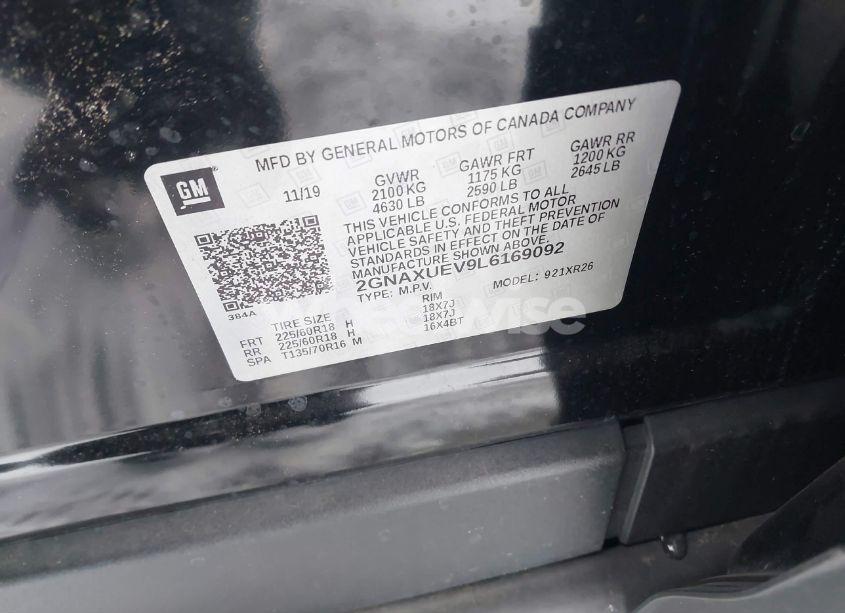 MFD BY GENERAL MOTORS OF CANADA COMPANY
GM
11/19
GVWR
2100 KG
4630 LB
GAWR FRT
1175 KG
2590 LB
GAWR RR
1200 KG
2645 LB
THIS VEHICLE CONFORMS TO ALL
APPLICABLE U.S. FEDERAL MOTOR
VEHICLE SAFETY AND THEFT PREVENTION
STANDARDS IN EFFECT ON THE DATE OF
MANUFACTURE SHOWN ABOVE.
2GNAXUEV9L6169092
TYPE: M.P.V.
MODEL: 921XR26
384A
TIRE SIZE
RIM
FRT 225/60R18 H 18X7J
RR 225/60R18 H 18X7J
SPA T135/70R16 M 16X4BT